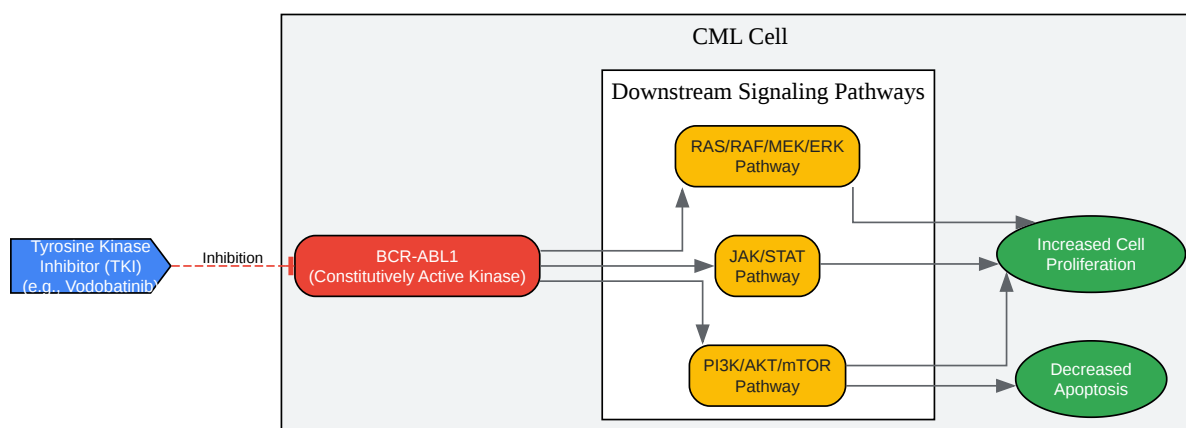 CML Cell
Downstream Signaling Pathways
RAS/RAF/MEK/ERK
Pathway
Tyrosine Kinase
Inhibitor (TKI)
(e.g., Vodobatinib)
Inhibition
BCR-ABL1
(Constitutively Active Kinase)
JAK/STAT
Pathway
Increased Cell
Proliferation
PI3K/AKT/mTOR
Pathway
Decreased
Apoptosis